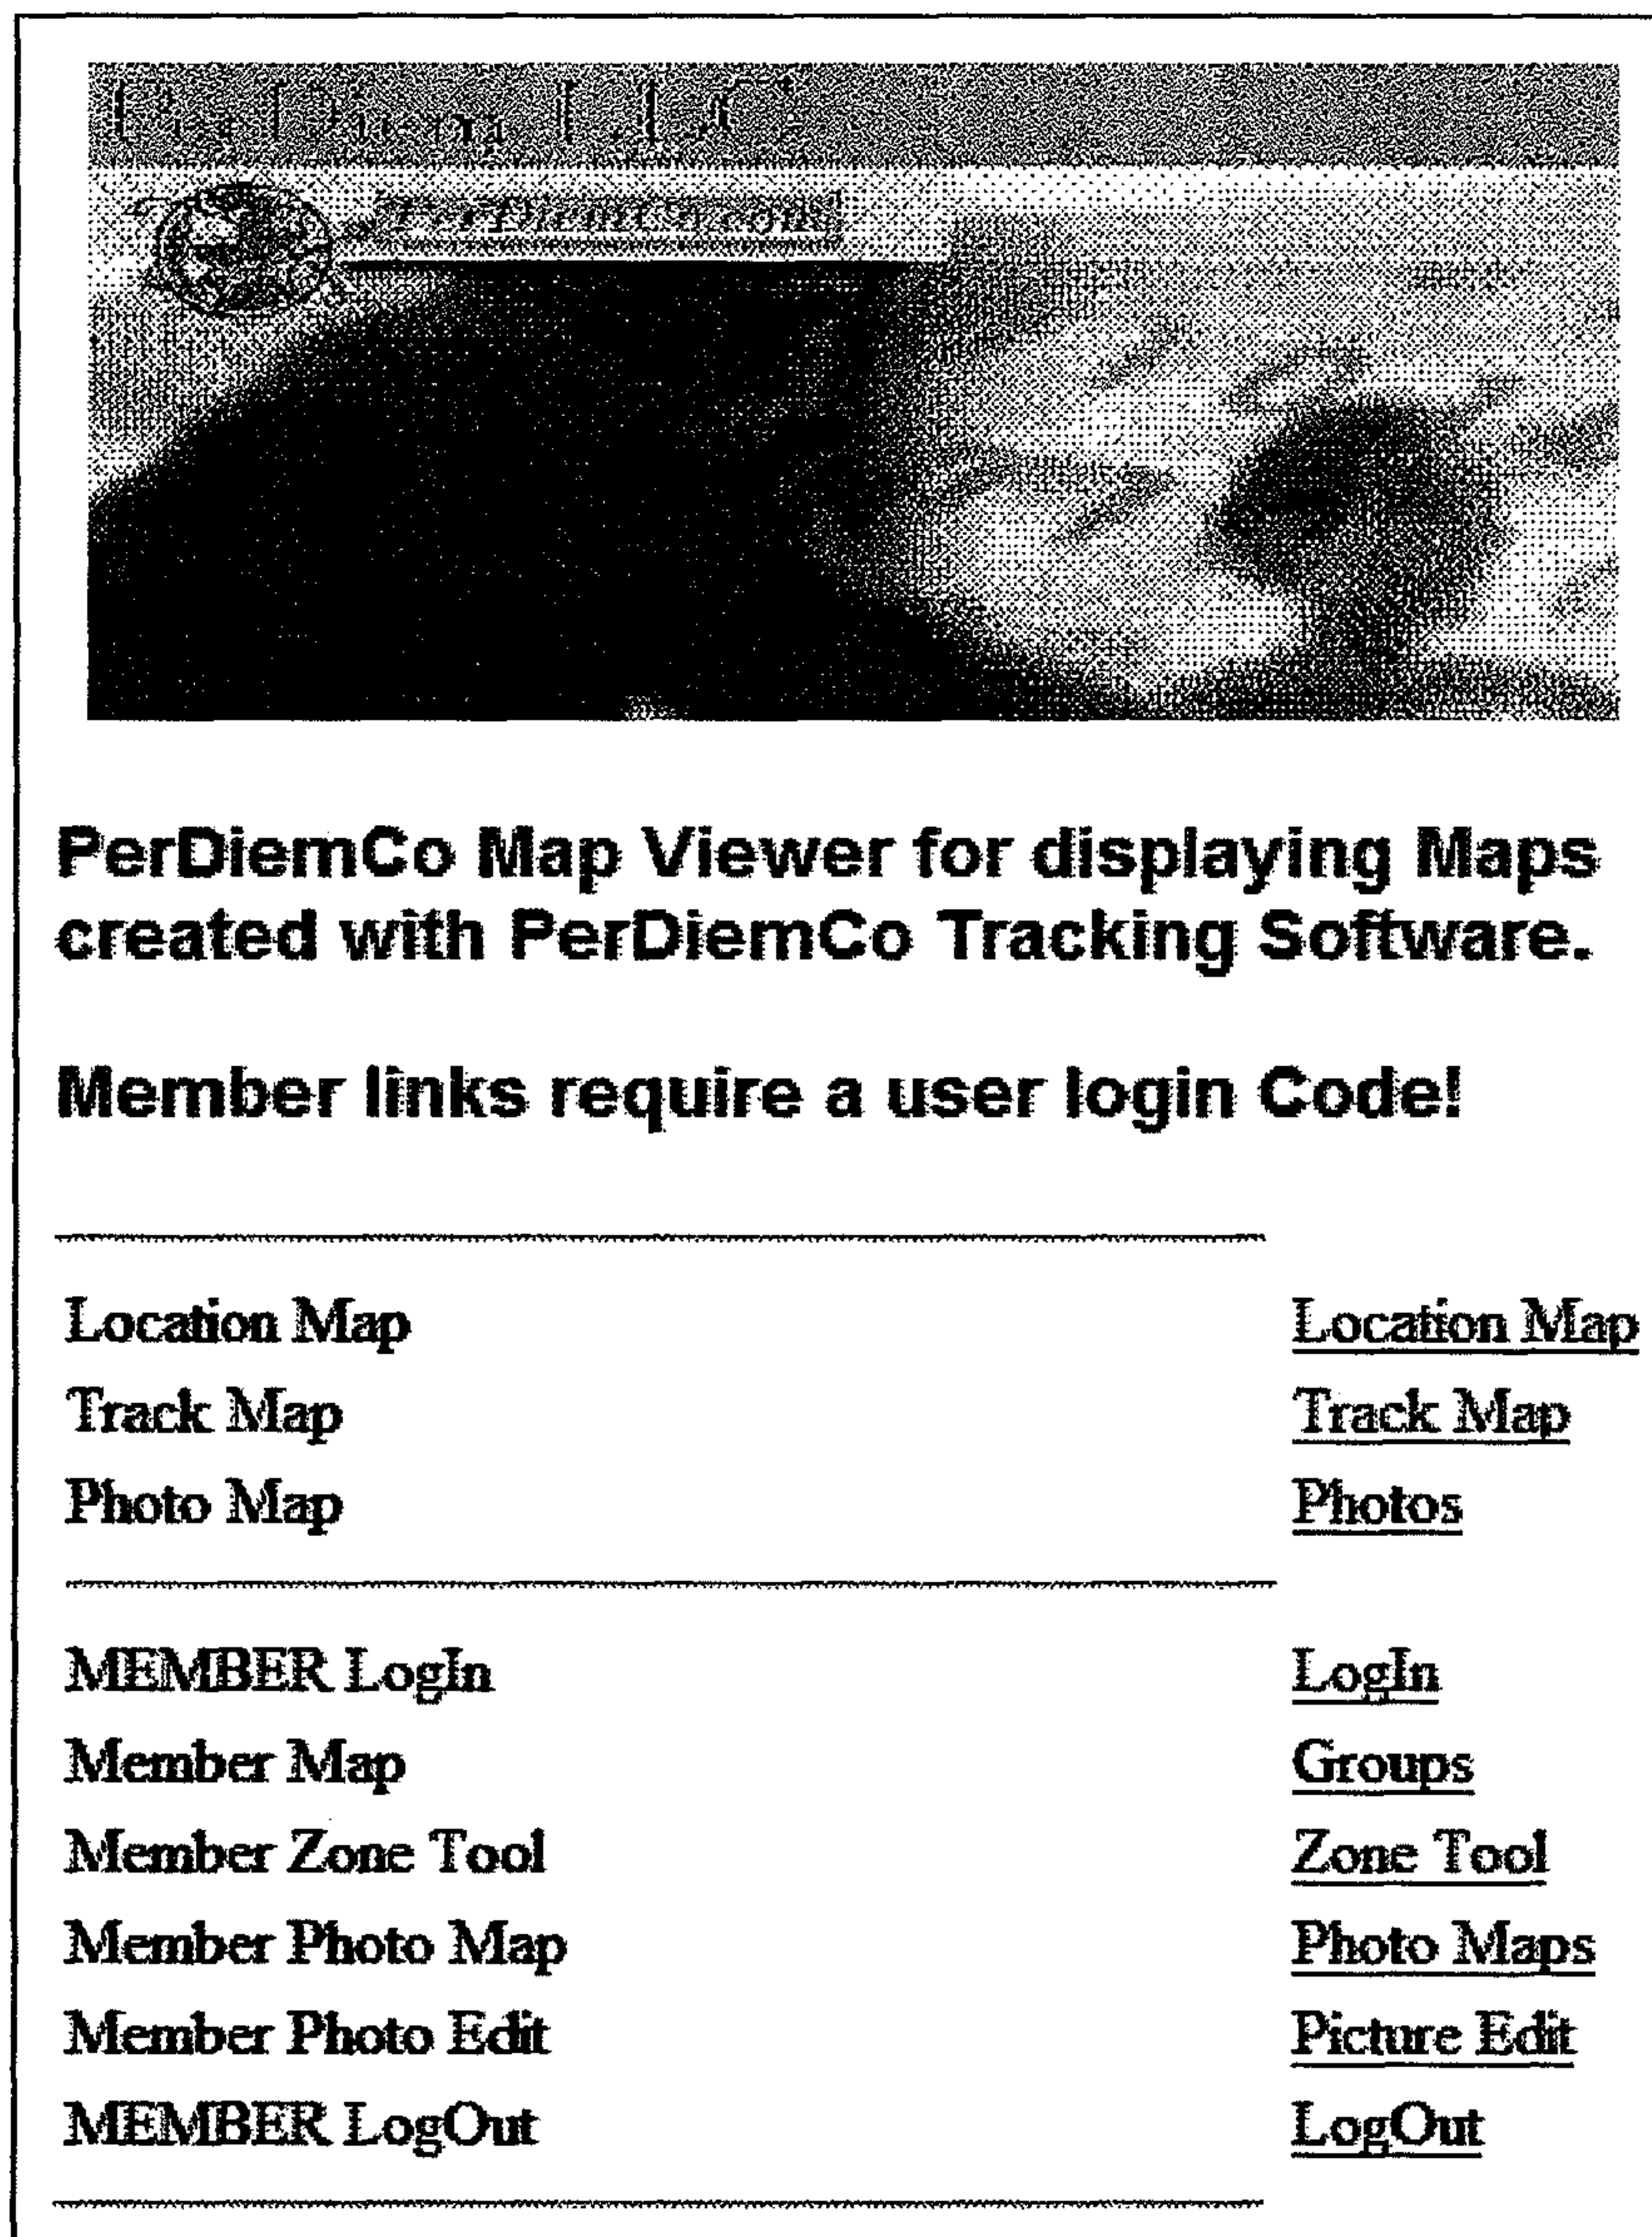 PerDiemCo.com
PerDiemCo Map Viewer for displaying Maps
created with PerDiemCo Tracking Software.
Member links require a user login Code!
Location Map Location Map
Track Map Track Map
Photo Map Photos
MEMBER LogIn LogIn
Member Map Groups
Member Zone Tool Zone Tool
Member Photo Map Photo Maps
Member Photo Edit Picture Edit
MEMBER LogOut LogOut